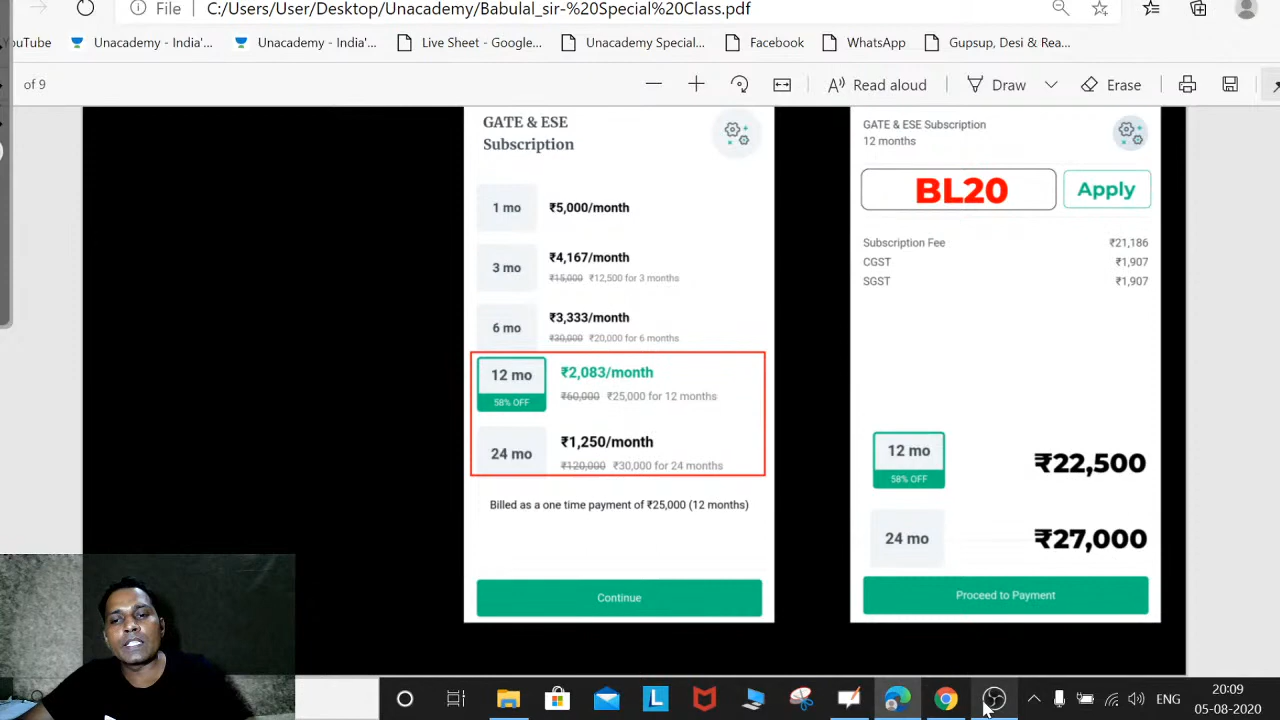 File C:/Users/User/Desktop/Unacademy/Babulal_sir-%20Special%20Class.pdf
YouTube Unacademy - India'... Unacademy - India'... Live Sheet - Google... Unacademy Special... Facebook WhatsApp Gupsup, Desi & Rea...
of 9 Read aloud Draw Erase
GATE & ESE
Subscription
1 mo ₹5,000/month
3 mo ₹4,167/month
₹15,000 ₹12,500 for 3 months
6 mo ₹3,333/month
₹30,000 ₹20,000 for 6 months
12 mo ₹2,083/month
58% OFF ₹60,000 ₹25,000 for 12 months
24 mo ₹1,250/month
₹120,000 ₹30,000 for 24 months
Billed as a one time payment of ₹25,000 (12 months)
Continue
GATE & ESE Subscription
12 months
BL20 Apply
Subscription Fee ₹21,186
CGST ₹1,907
SGST ₹1,907
12 mo ₹22,500
58% OFF
24 mo ₹27,000
Proceed to Payment
ENG 20:09
05-08-2020